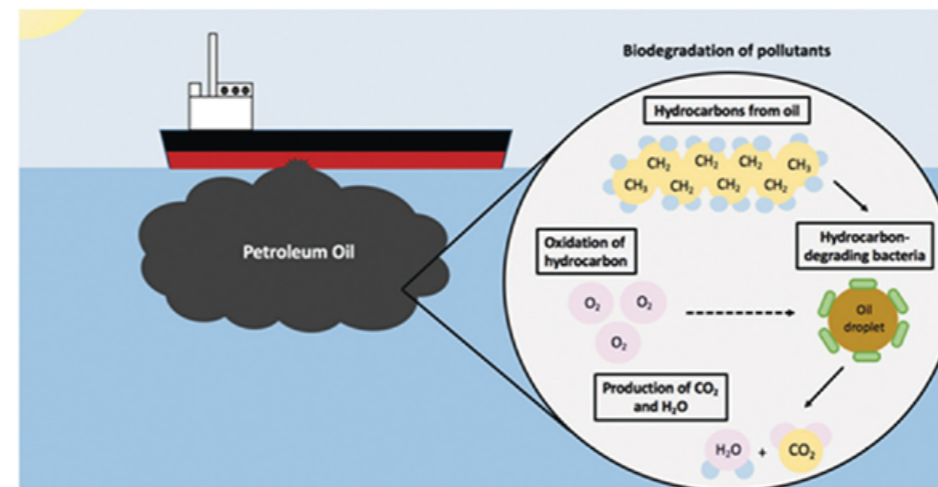 Biodegradation of pollutants
Hydrocarbons from oil
CH₂ CH₂ CH₂ CH₃
CH₃ CH₂ CH₂ CH₂
Petroleum Oil
Oxidation of
hydrocarbon
Hydrocarbon-
degrading bacteria
O₂ O₂
O₂
Oil
droplet
Production of CO₂
and H₂O
H₂O + CO₂